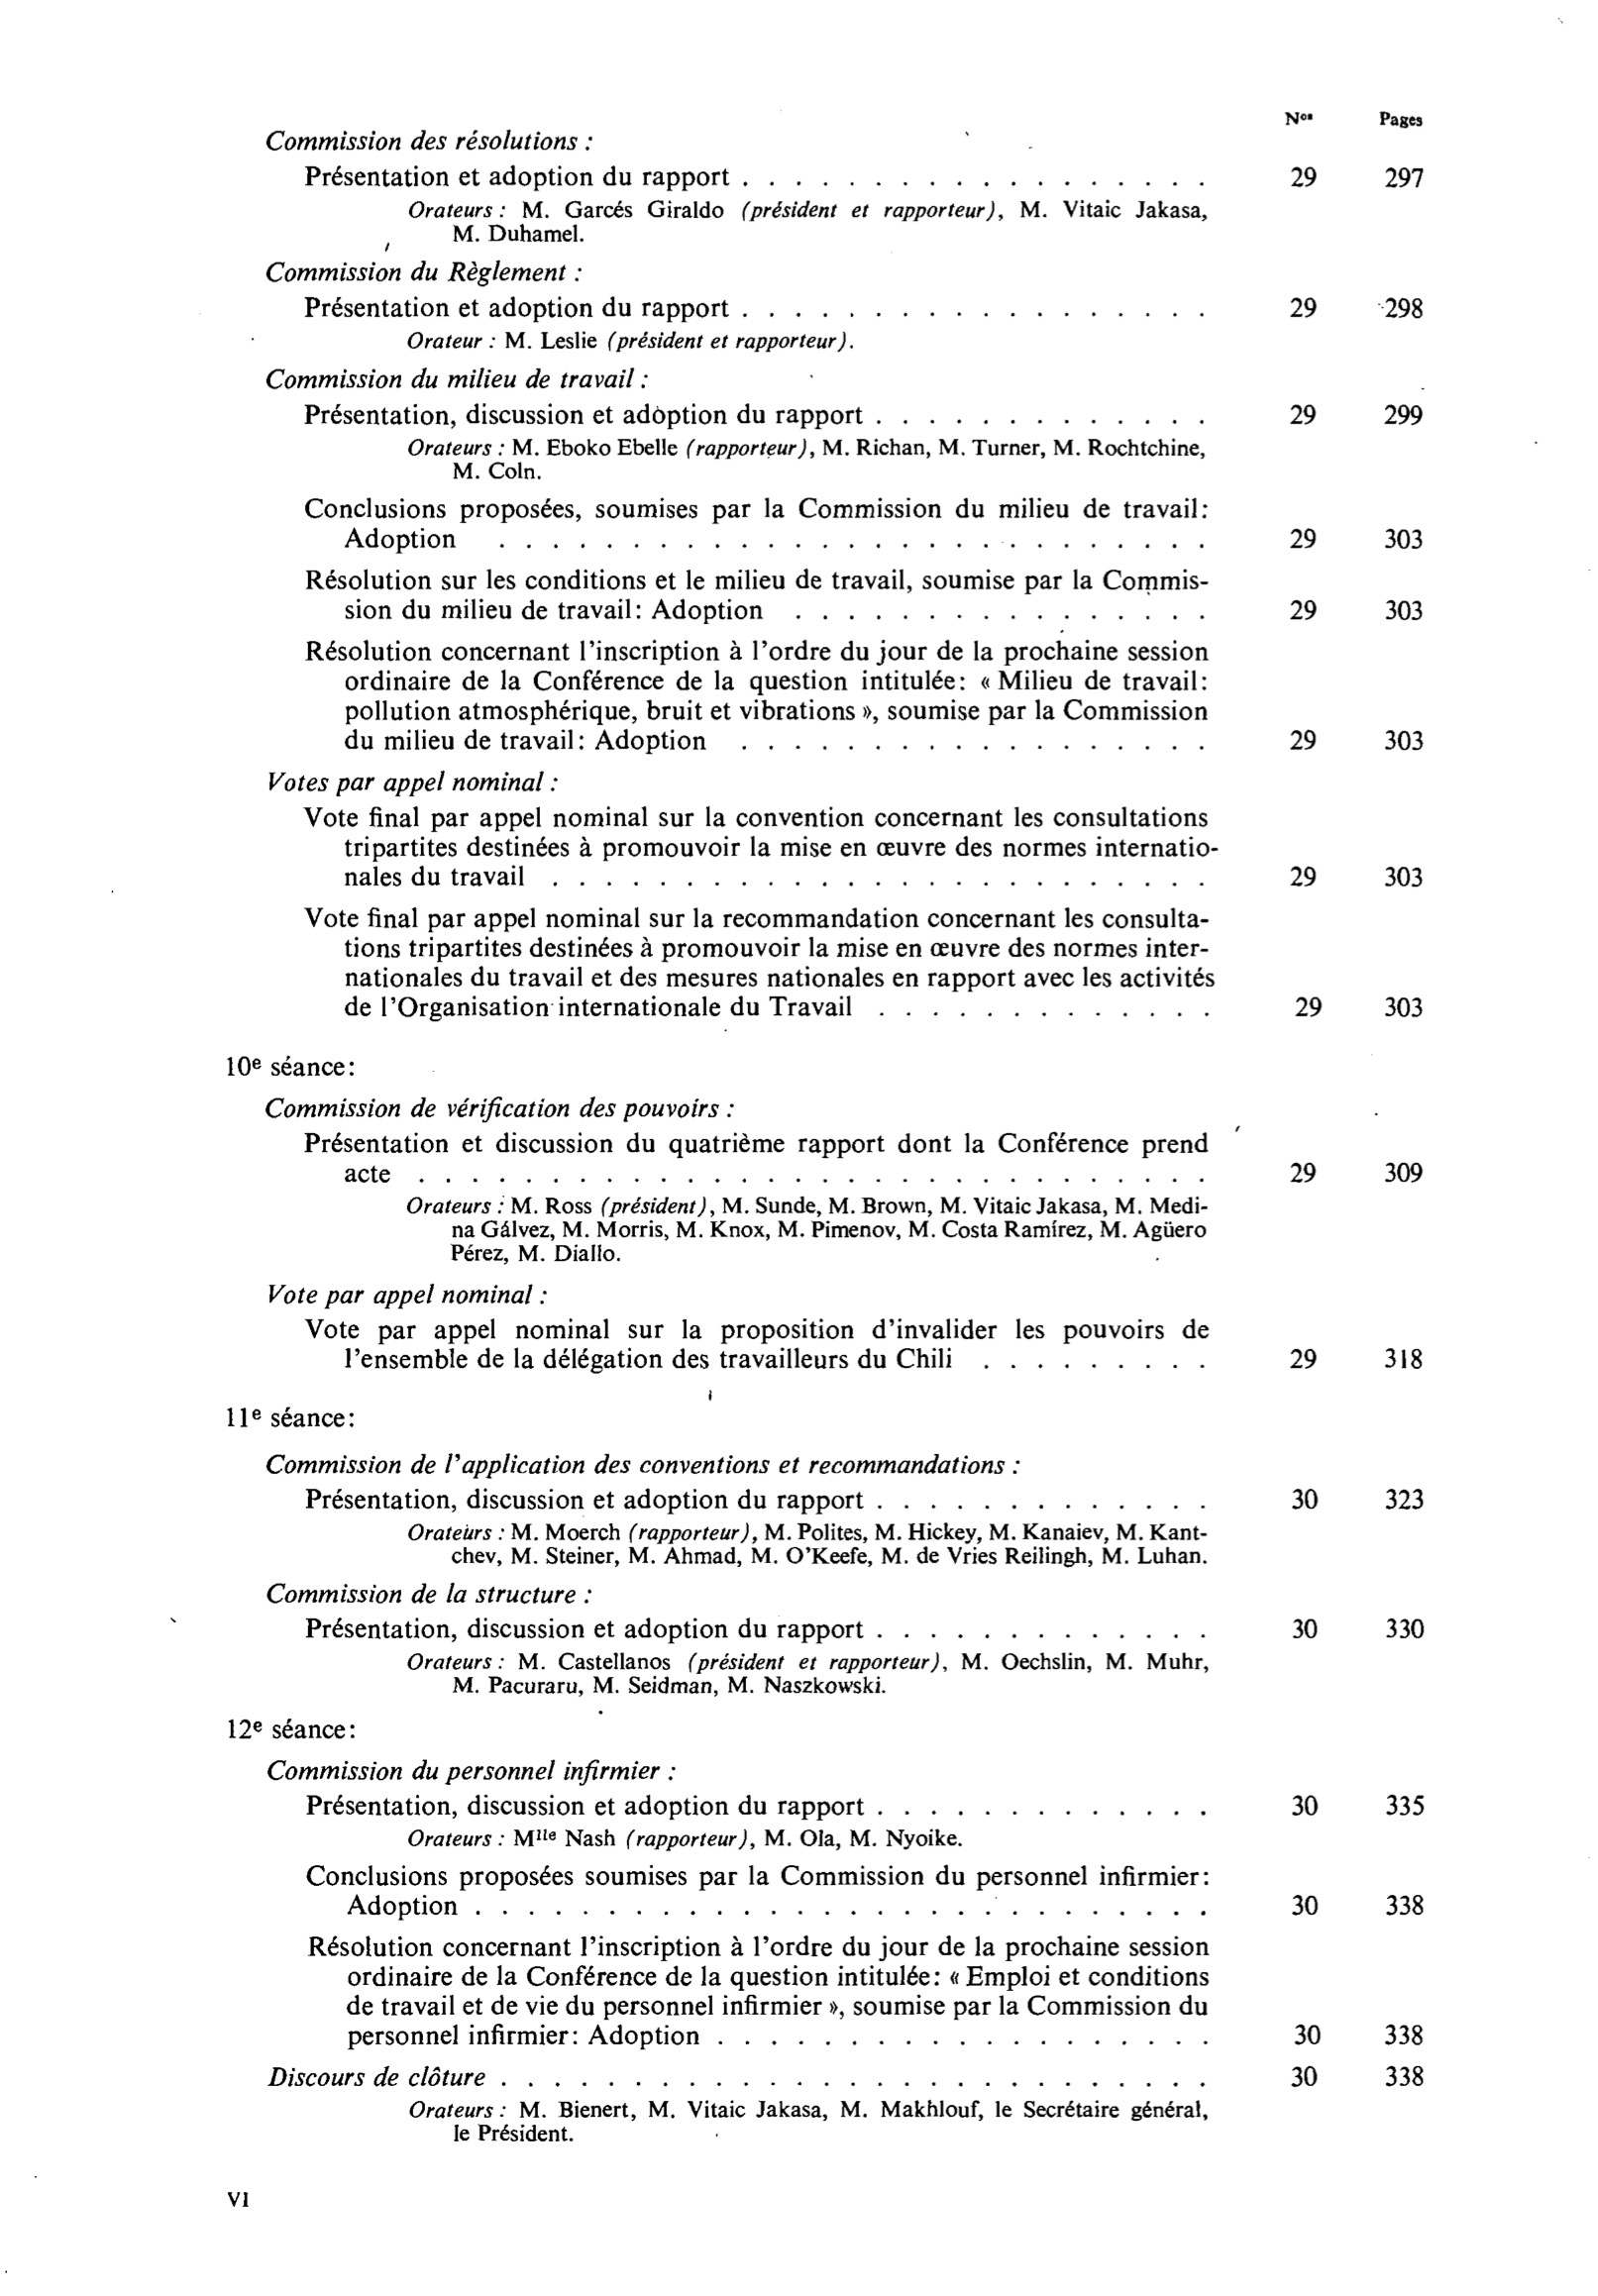 Nos Pages
Commission des résolutions :
Présentation et adoption du rapport . . . . . . . . . . . . . . . . . . 29 297
Orateurs : M. Garcés Giraldo (président et rapporteur), M. Vitaic Jakasa,
M. Duhamel.
Commission du Règlement :
Présentation et adoption du rapport . . . . . . . . . . . . . . . . . . 29 298
Orateur : M. Leslie (président et rapporteur).
Commission du milieu de travail :
Présentation, discussion et adoption du rapport . . . . . . . . . . . . . 29 299
Orateurs : M. Eboko Ebelle (rapporteur), M. Richan, M. Turner, M. Rochtchine,
M. Coln.
Conclusions proposées, soumises par la Commission du milieu de travail:
Adoption . . . . . . . . . . . . . . . . . . . . . . . . . . . 29 303
Résolution sur les conditions et le milieu de travail, soumise par la Commis-
sion du milieu de travail: Adoption . . . . . . . . . . . . . . . . 29 303
Résolution concernant l'inscription à l'ordre du jour de la prochaine session
ordinaire de la Conférence de la question intitulée: « Milieu de travail:
pollution atmosphérique, bruit et vibrations », soumise par la Commission
du milieu de travail: Adoption . . . . . . . . . . . . . . . . . . 29 303
Votes par appel nominal :
Vote final par appel nominal sur la convention concernant les consultations
tripartites destinées à promouvoir la mise en œuvre des normes internatio-
nales du travail . . . . . . . . . . . . . . . . . . . . . . . . . 29 303
Vote final par appel nominal sur la recommandation concernant les consulta-
tions tripartites destinées à promouvoir la mise en œuvre des normes inter-
nationales du travail et des mesures nationales en rapport avec les activités
de l'Organisation internationale du Travail . . . . . . . . . . . . . 29 303
10e séance:
Commission de vérification des pouvoirs :
Présentation et discussion du quatrième rapport dont la Conférence prend
acte . . . . . . . . . . . . . . . . . . . . . . . . . . . . . . 29 309
Orateurs : M. Ross (président), M. Sunde, M. Brown, M. Vitaic Jakasa, M. Medi-
na Gálvez, M. Morris, M. Knox, M. Pimenov, M. Costa Ramírez, M. Agüero
Pérez, M. Diallo.
Vote par appel nominal :
Vote par appel nominal sur la proposition d'invalider les pouvoirs de
l'ensemble de la délégation des travailleurs du Chili . . . . . . . . . 29 318
11e séance:
Commission de l'application des conventions et recommandations :
Présentation, discussion et adoption du rapport . . . . . . . . . . . . . 30 323
Orateurs : M. Moerch (rapporteur), M. Polites, M. Hickey, M. Kanaiev, M. Kant-
chev, M. Steiner, M. Ahmad, M. O'Keefe, M. de Vries Reilingh, M. Luhan.
Commission de la structure :
Présentation, discussion et adoption du rapport . . . . . . . . . . . . . 30 330
Orateurs : M. Castellanos (président et rapporteur), M. Oechslin, M. Muhr,
M. Pacuraru, M. Seidman, M. Naszkowski.
12e séance:
Commission du personnel infirmier :
Présentation, discussion et adoption du rapport . . . . . . . . . . . . . 30 335
Orateurs : Mlle Nash (rapporteur), M. Ola, M. Nyoike.
Conclusions proposées soumises par la Commission du personnel infirmier:
Adoption . . . . . . . . . . . . . . . . . . . . . . . . . . . . 30 338
Résolution concernant l'inscription à l'ordre du jour de la prochaine session
ordinaire de la Conférence de la question intitulée: « Emploi et conditions
de travail et de vie du personnel infirmier », soumise par la Commission du
personnel infirmier: Adoption . . . . . . . . . . . . . . . . . . . 30 338
Discours de clôture . . . . . . . . . . . . . . . . . . . . . . . . . . . 30 338
Orateurs : M. Bienert, M. Vitaic Jakasa, M. Makhlouf, le Secrétaire général,
le Président.
VI